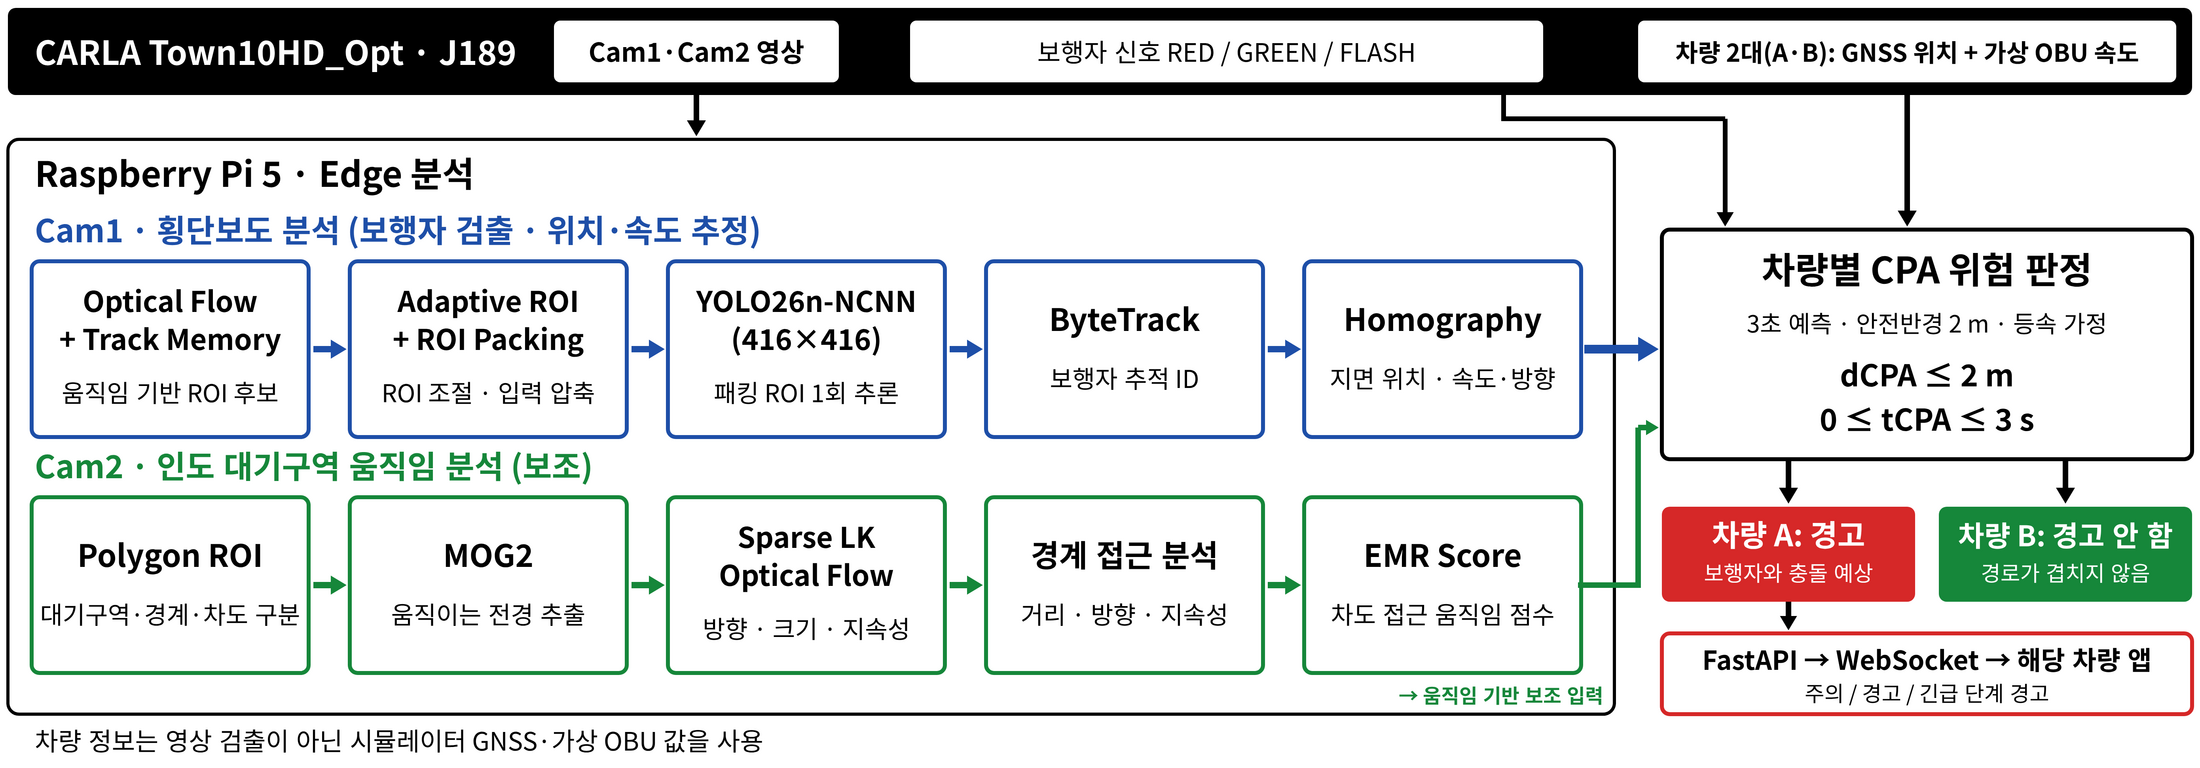 CARLA Town10HD_Opt · J189
Cam1·Cam2 영상
보행자 신호 RED / GREEN / FLASH
차량 2대(A·B): GNSS 위치 + 가상 OBU 속도
Raspberry Pi 5 · Edge 분석
Cam1 · 횡단보도 분석 (보행자 검출 · 위치·속도 추정)
Optical Flow
+ Track Memory
움직임 기반 ROI 후보
Adaptive ROI
+ ROI Packing
ROI 조절 · 입력 압축
YOLO26n-NCNN
(416×416)
패킹 ROI 1회 추론
ByteTrack
보행자 추적 ID
Homography
지면 위치 · 속도·방향
Cam2 · 인도 대기구역 움직임 분석 (보조)
Polygon ROI
대기구역·경계·차도 구분
MOG2
움직이는 전경 추출
Sparse LK
Optical Flow
방향 · 크기 · 지속성
경계 접근 분석
거리 · 방향 · 지속성
EMR Score
차도 접근 움직임 점수
→ 움직임 기반 보조 입력
차량별 CPA 위험 판정
3초 예측 · 안전반경 2 m · 등속 가정
dCPA ≤ 2 m
0 ≤ tCPA ≤ 3 s
차량 A: 경고
보행자와 충돌 예상
차량 B: 경고 안 함
경로가 겹치지 않음
FastAPI → WebSocket → 해당 차량 앱
주의 / 경고 / 긴급 단계 경고
차량 정보는 영상 검출이 아닌 시뮬레이터 GNSS·가상 OBU 값을 사용